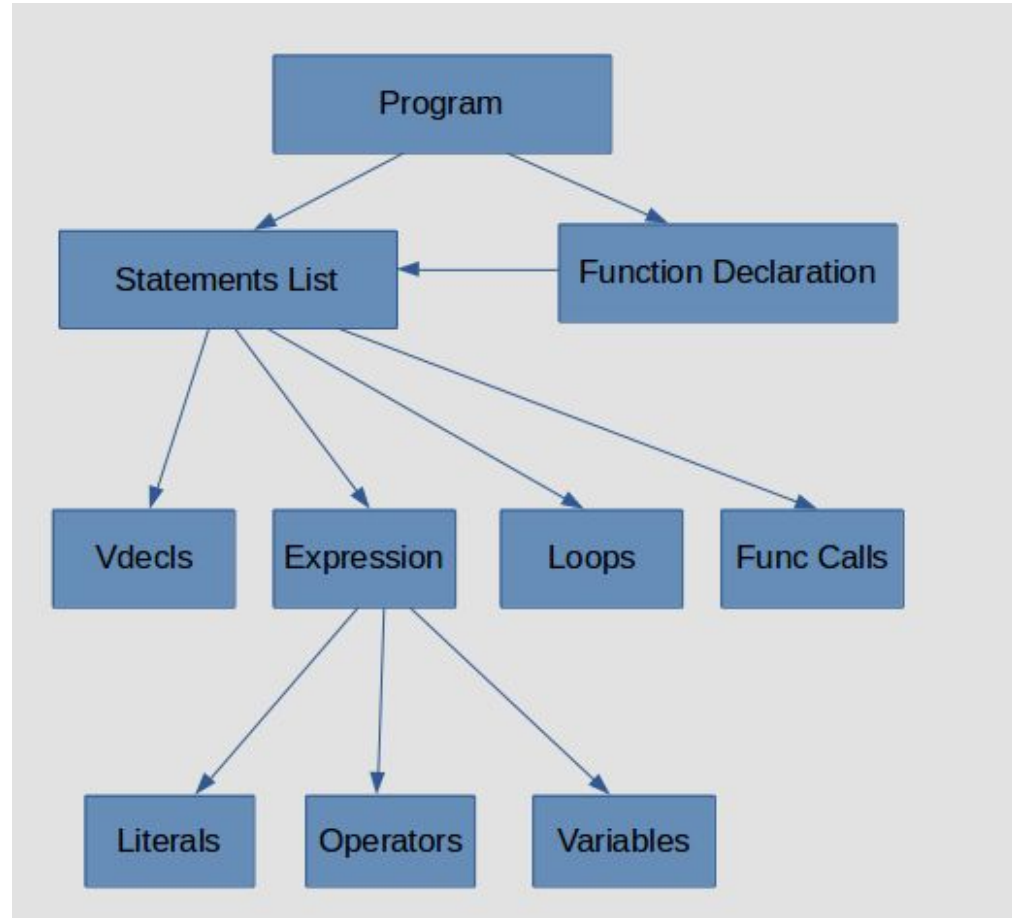 Program
Statements List
Function Declaration
Vdecls
Expression
Loops
Func Calls
Literals
Operators
Variables